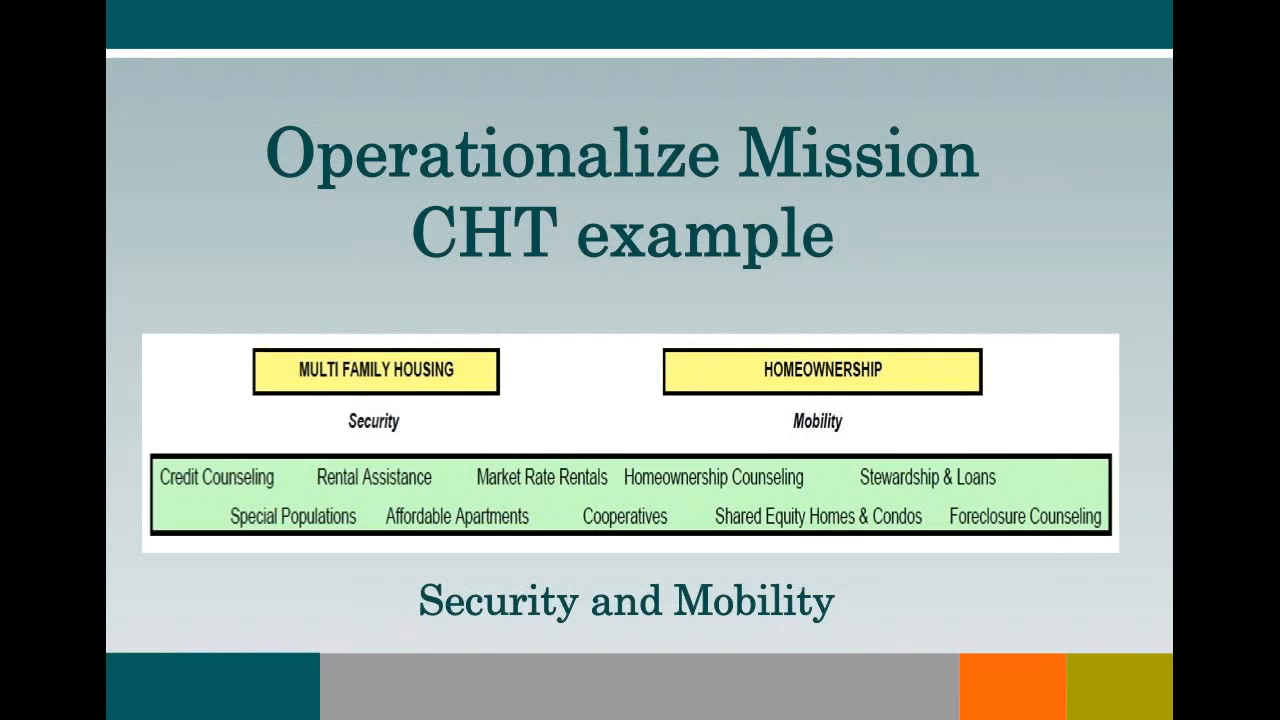 Operationalize Mission
CHT example
MULTI FAMILY HOUSING HOMEOWNERSHIP
Security Mobility
Credit Counseling Rental Assistance Market Rate Rentals Homeownership Counseling Stewardship & Loans
Special Populations Affordable Apartments Cooperatives Shared Equity Homes & Condos Foreclosure Counseling
Security and Mobility